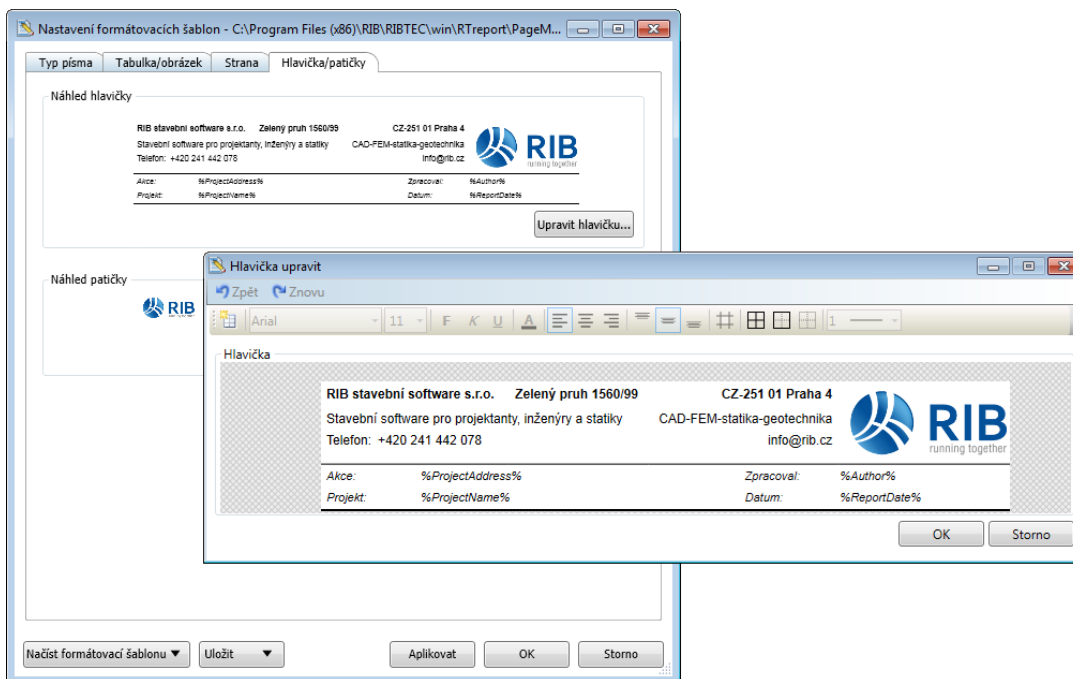 Nastavení formátovacích šablon - C:\Program Files (x86)\RIB\RIBTEC\win\RTreport\PageM...
Typ písma Tabulka/obrázek Strana Hlavička/patičky
Náhled hlavičky
RIB stavební software s.r.o. Zelený pruh 1560/99 CZ-251 01 Praha 4
Stavební software pro projektanty, inženýry a statiky CAD-FEM-statika-geotechnika
Telefon: +420 241 442 078 info@rib.cz
RIB
running together
Akce: %ProjectAddress% Zpracoval: %Author%
Projekt: %ProjectName% Datum: %ReportDate%
Upravit hlavičku...
Náhled patičky
RIB
Hlavička upravit
Zpět Znovu
Arial 11 F K U A 1
Hlavička
RIB stavební software s.r.o. Zelený pruh 1560/99 CZ-251 01 Praha 4
Stavební software pro projektanty, inženýry a statiky CAD-FEM-statika-geotechnika
Telefon: +420 241 442 078 info@rib.cz
RIB
running together
Akce: %ProjectAddress% Zpracoval: %Author%
Projekt: %ProjectName% Datum: %ReportDate%
OK Storno
Načíst formátovací šablonu Uložit Aplikovat OK Storno